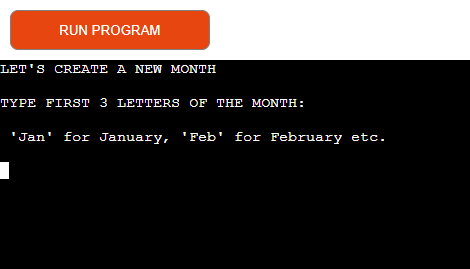 RUN PROGRAM
LET'S CREATE A NEW MONTH
TYPE FIRST 3 LETTERS OF THE MONTH:
'Jan' for January, 'Feb' for February etc.